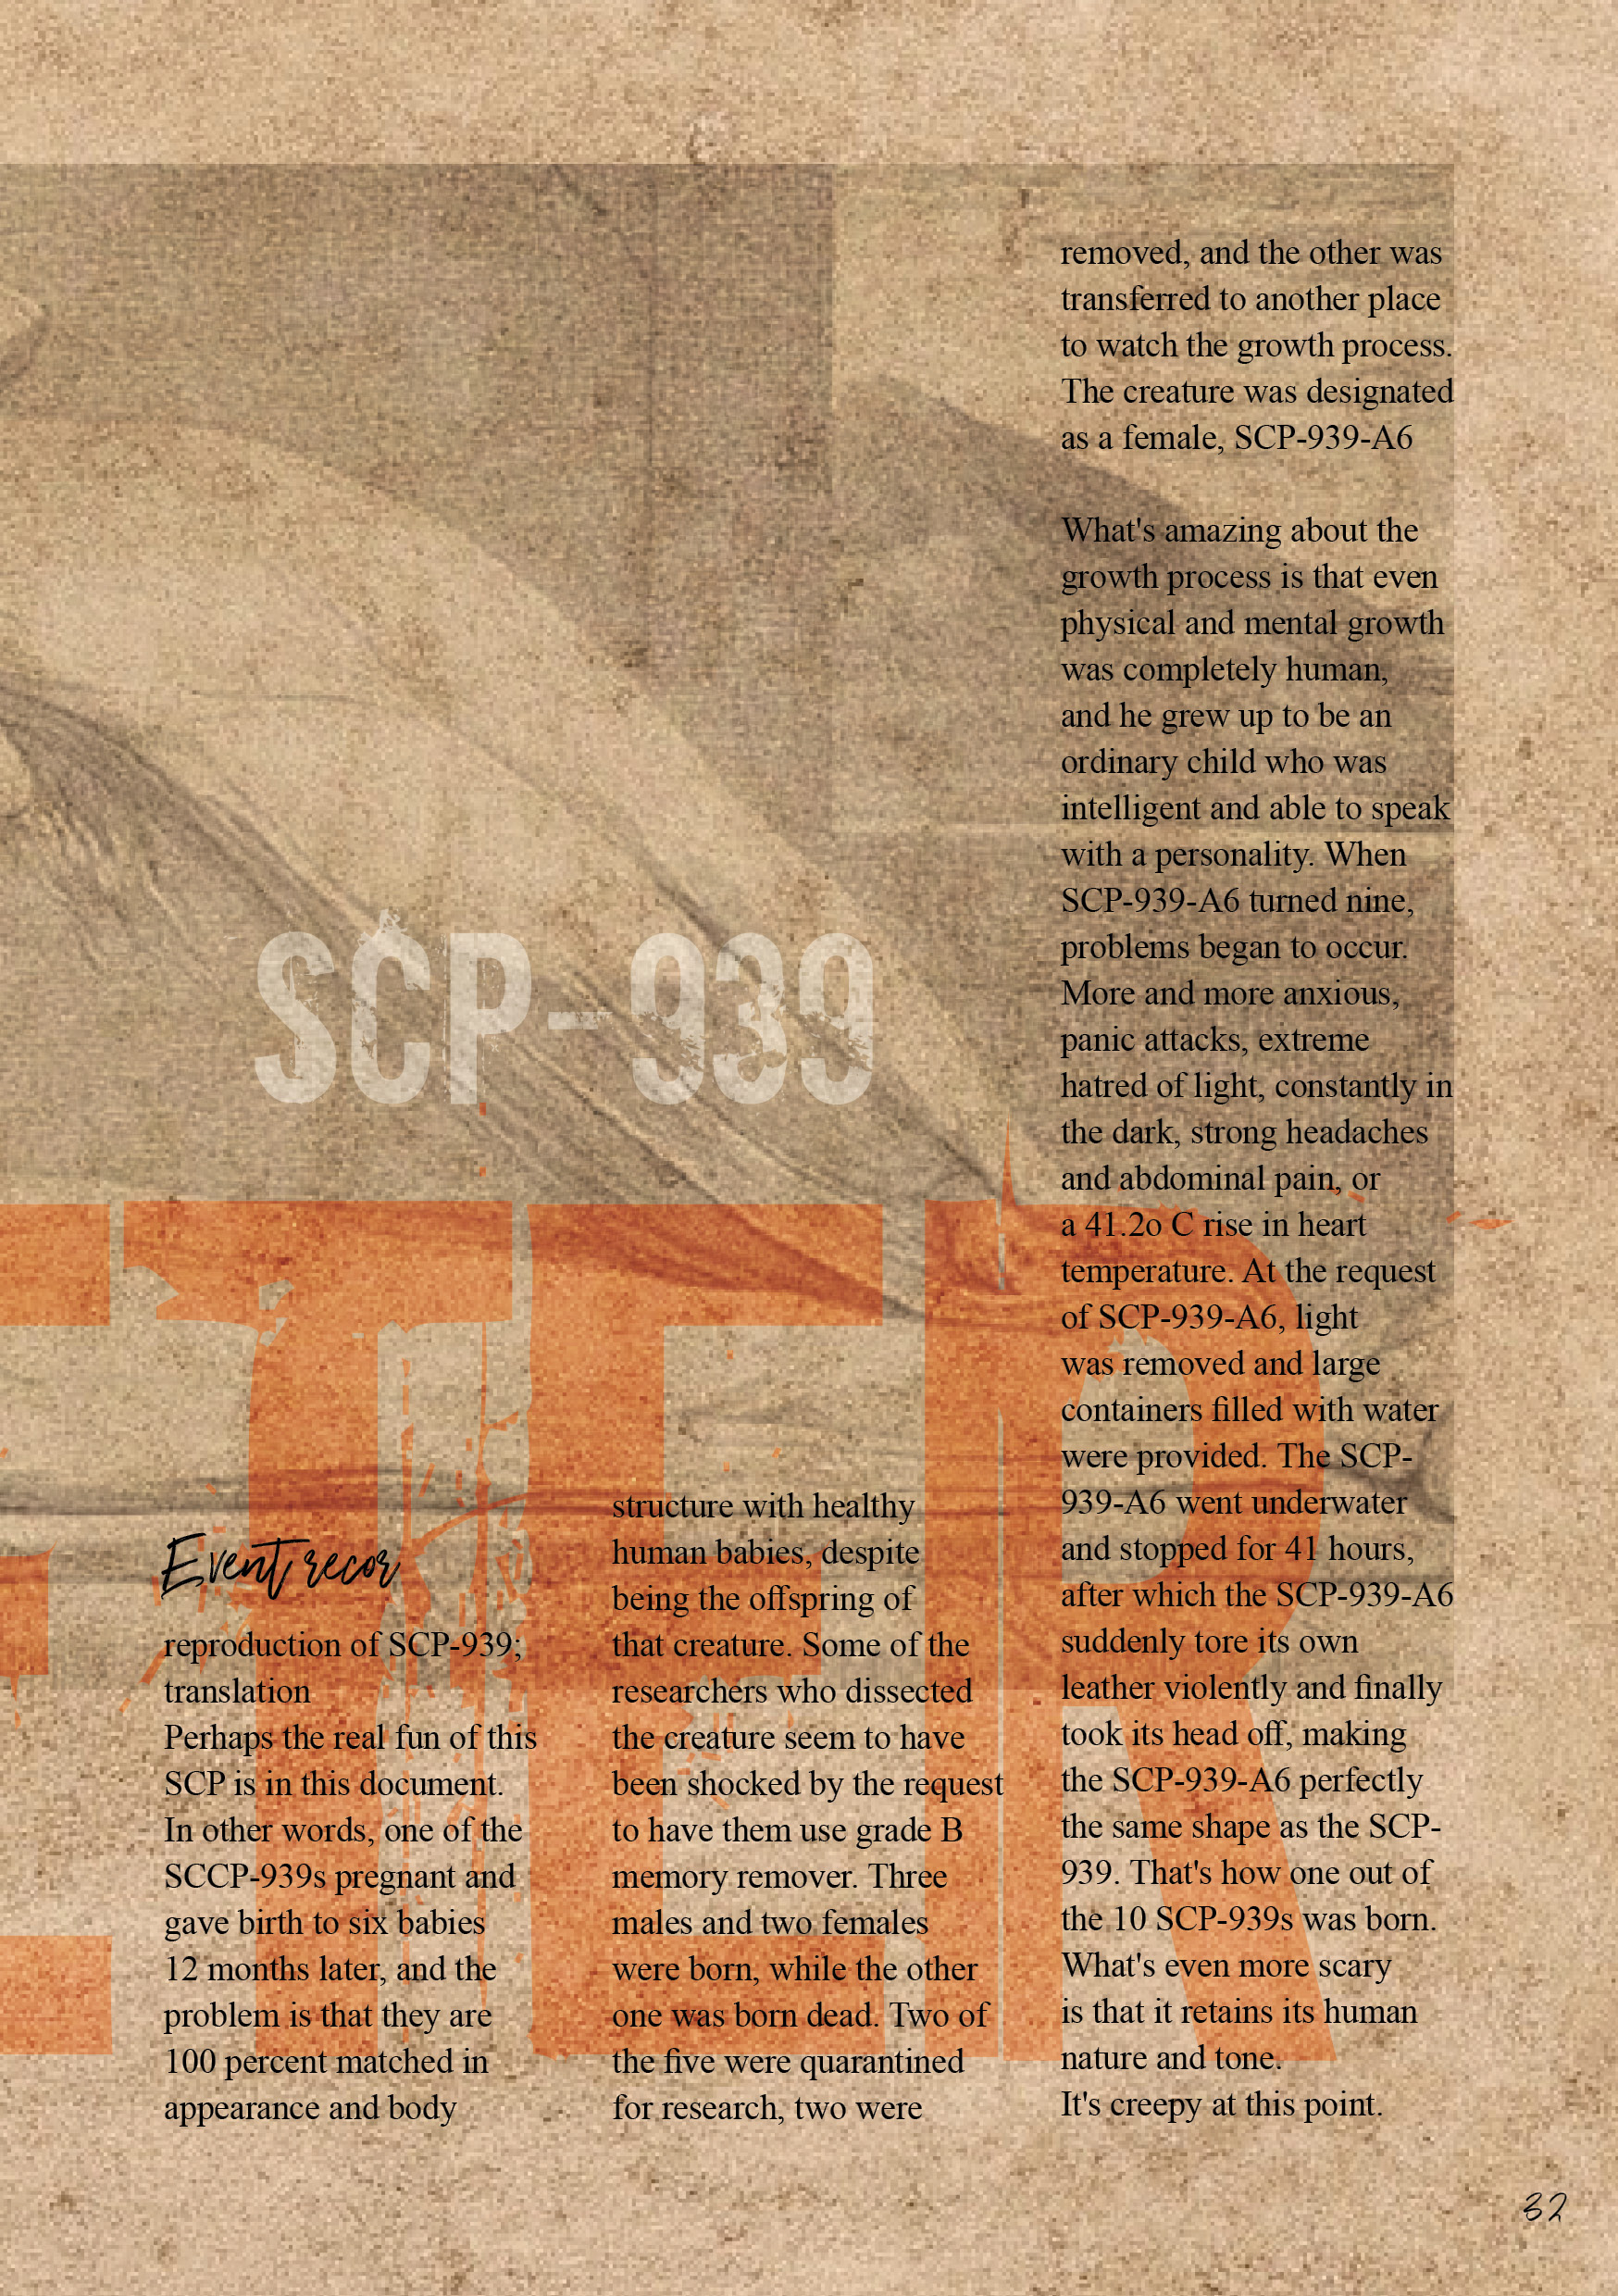 SCP-939
Event recor
reproduction of SCP-939;
translation
Perhaps the real fun of this
SCP is in this document.
In other words, one of the
SCCP-939s pregnant and
gave birth to six babies
12 months later, and the
problem is that they are
100 percent matched in
appearance and body
structure with healthy
human babies, despite
being the offspring of
that creature. Some of the
researchers who dissected
the creature seem to have
been shocked by the request
to have them use grade B
memory remover. Three
males and two females
were born, while the other
one was born dead. Two of
the five were quarantined
for research, two were
removed, and the other was
transferred to another place
to watch the growth process.
The creature was designated
as a female, SCP-939-A6
What's amazing about the
growth process is that even
physical and mental growth
was completely human,
and he grew up to be an
ordinary child who was
intelligent and able to speak
with a personality. When
SCP-939-A6 turned nine,
problems began to occur.
More and more anxious,
panic attacks, extreme
hatred of light, constantly in
the dark, strong headaches
and abdominal pain, or
a 41.2o C rise in heart
temperature. At the request
of SCP-939-A6, light
was removed and large
containers filled with water
were provided. The SCP-
939-A6 went underwater
and stopped for 41 hours,
after which the SCP-939-A6
suddenly tore its own
leather violently and finally
took its head off, making
the SCP-939-A6 perfectly
the same shape as the SCP-
939. That's how one out of
the 10 SCP-939s was born.
What's even more scary
is that it retains its human
nature and tone.
It's creepy at this point.
ETER
32